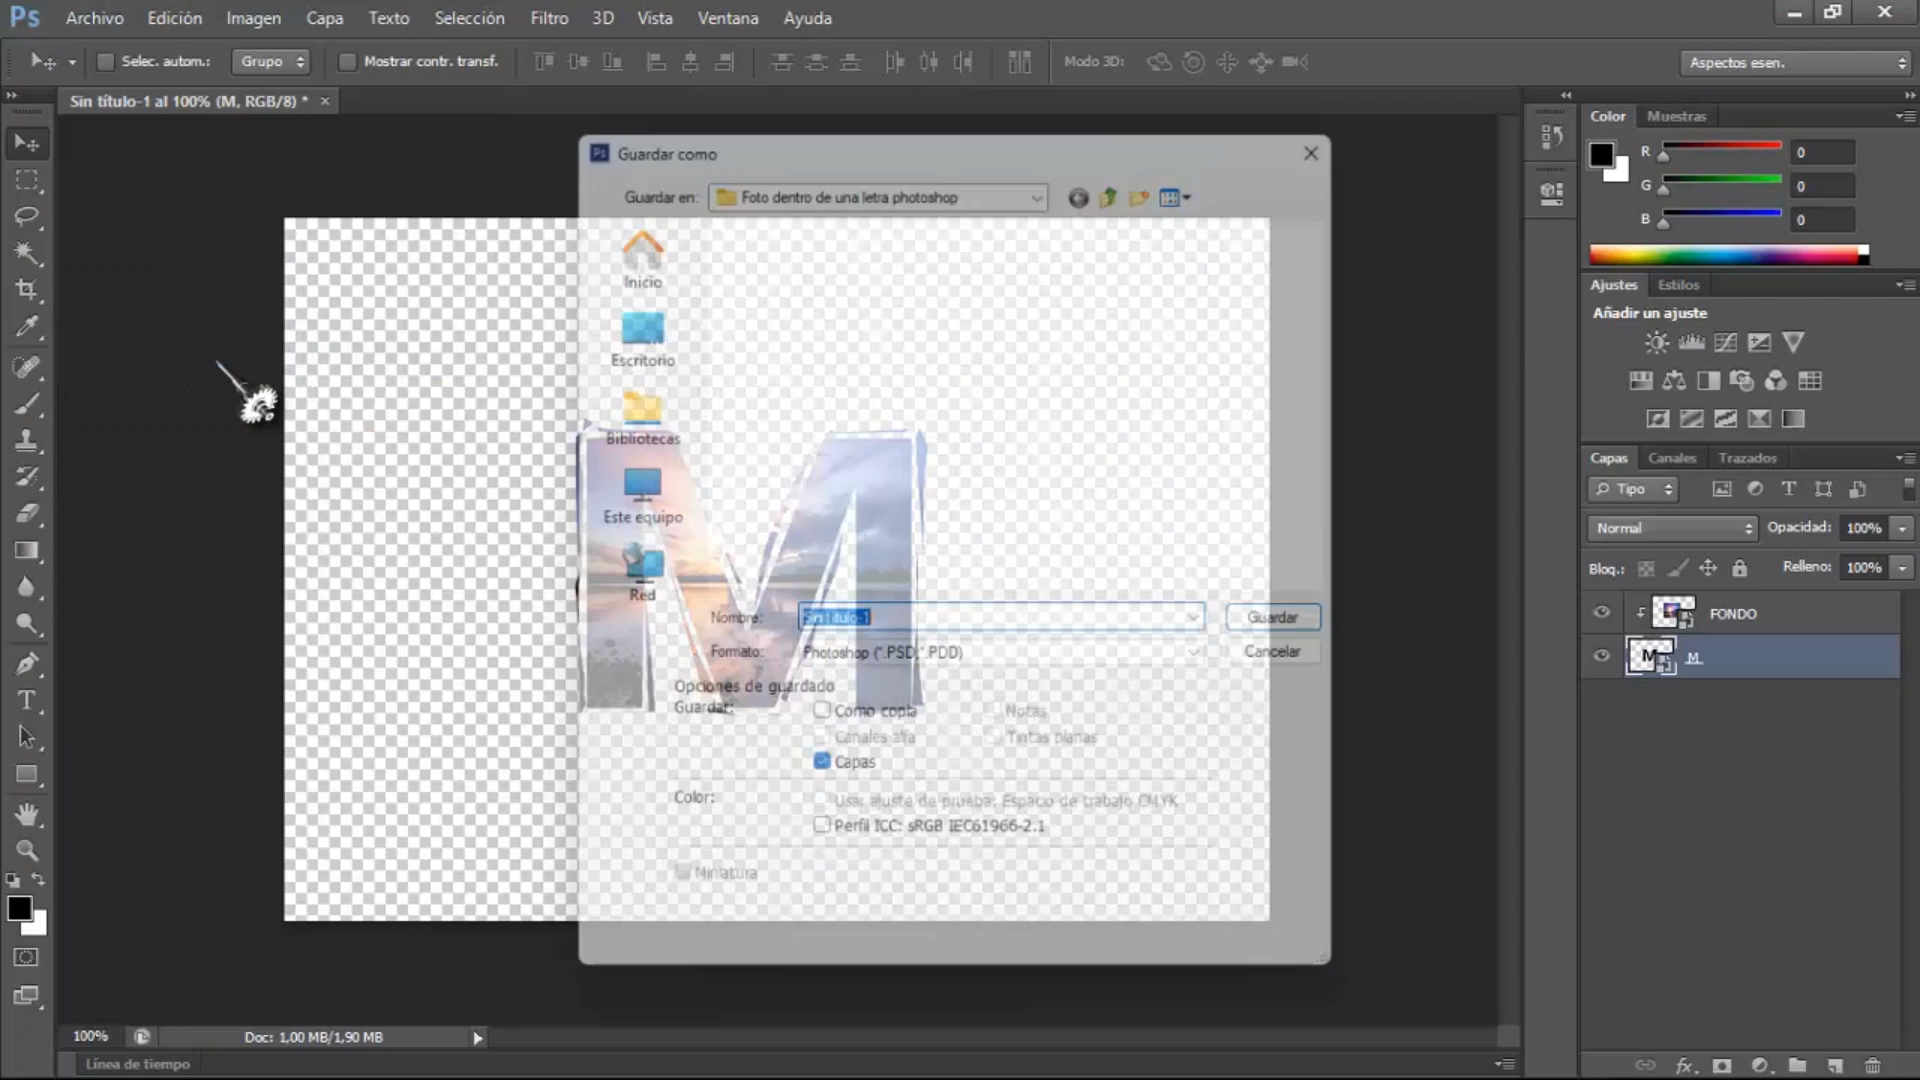 Ps Archivo Edición Imagen Capa Texto Selección Filtro 3D Vista Ventana Ayuda
Selec. autom.: Grupo Mostrar contr. transf. Modo 3D: Aspectos esen.
Sin título-1 al 100% (M, RGB/8) * ×
Color Muestras
R 0
G 0
B 0
Ajustes Estilos
Añadir un ajuste
Capas Canales Trazados
Tipo
Normal Opacidad: 100%
Bloq.: Relleno: 100%
FONDO
M M
Ps Guardar como
Guardar en: Foto dentro de una letra photoshop
Inicio
Escritorio
Bibliotecas
Este equipo
Red
Nombre: Sin título-1 Guardar
Formato: Photoshop (*.PSD;*.PDD) Cancelar
Opciones de guardado
Guardar: Como copia Notas
Canales alfa Tintas planas
Capas
Color: Usar ajuste de prueba: Espacio de trabajo CMYK
Perfil ICC: sRGB IEC61966-2.1
Miniatura
M
T
100% Doc: 1,00 MB/1,90 MB
Línea de tiempo
fx